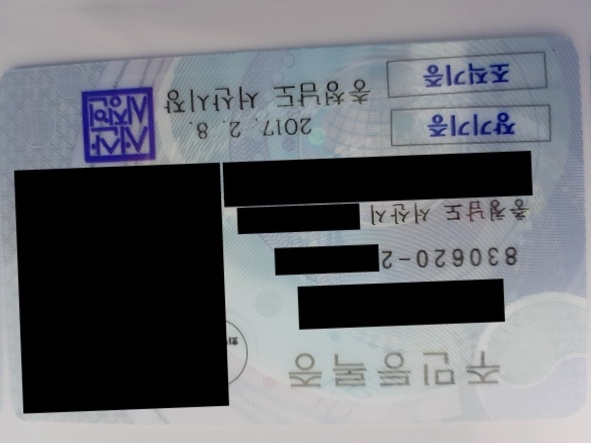 주민등록증
830620-2
충청남도 서산시
장기기증
조직기증
2017. 2. 8.
충청남도 서산시장
서산
시장인